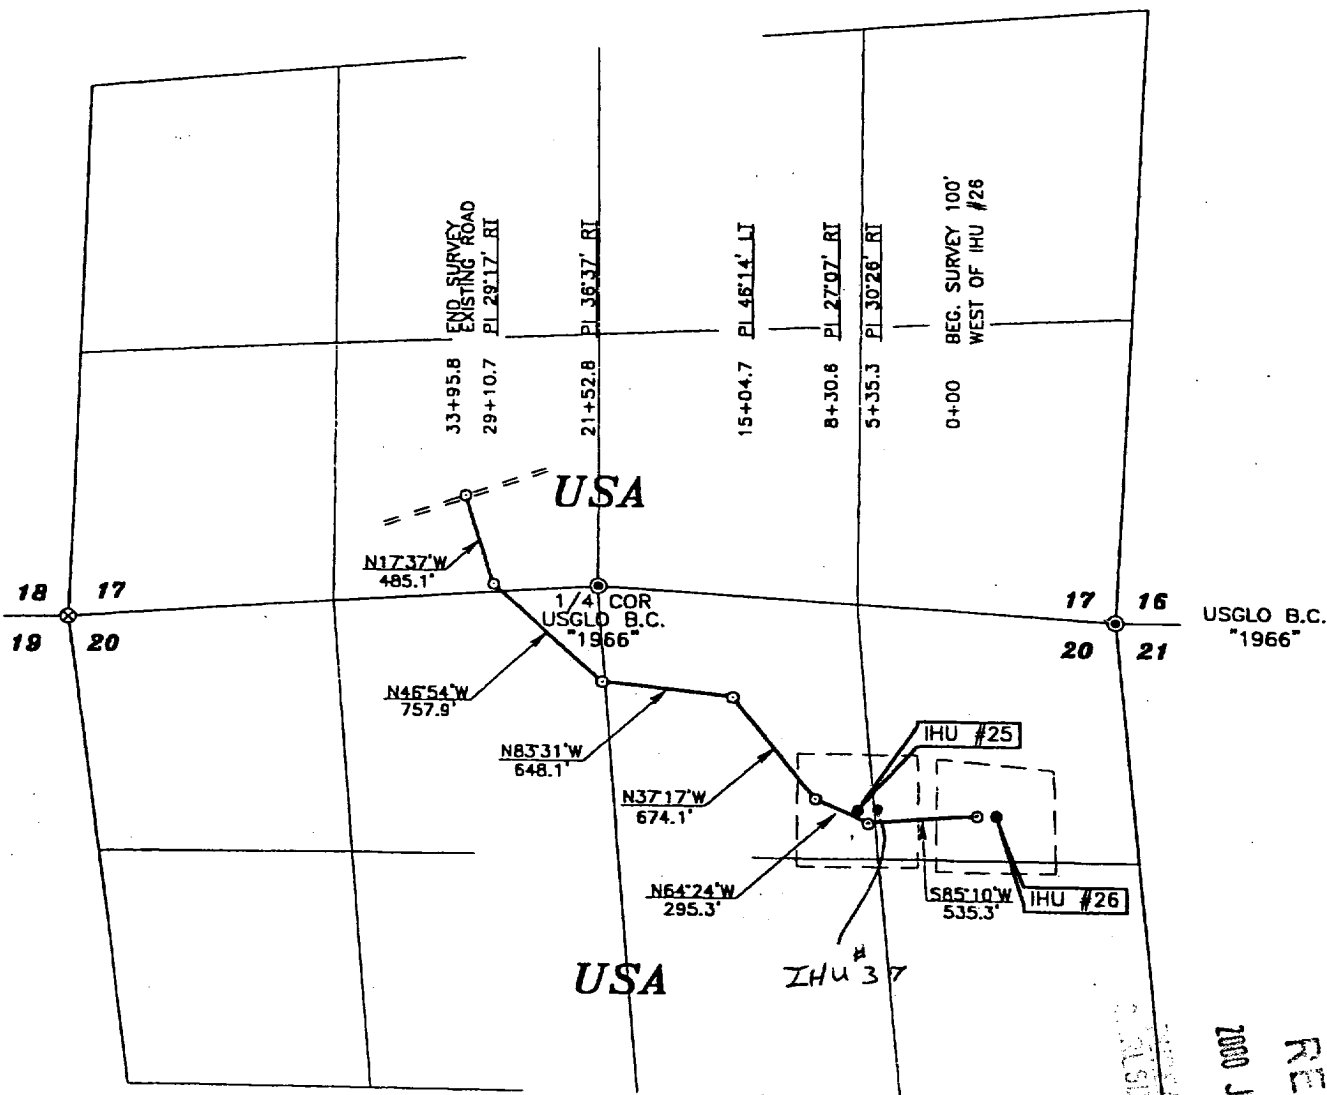 33+95.8 END SURVEY
EXISTING ROAD
29+10.7 PI 29°17' RT
21+52.8 PI 36°37' RT
15+04.7 PI 46°14' LT
8+30.6 PI 27°07' RT
5+35.3 PI 30°26' RT
0+00 BEG. SURVEY 100'
WEST OF IHU #26
USA
N17°37'W
485.1'
18 17
19 20
1/4 COR
USGLO B.C.
"1966"
17 16
20 21
USGLO B.C.
"1966"
N46°54'W
757.9'
N83°31'W
648.1'
N37°17'W
674.1'
IHU #25
N64°24'W
295.3'
S85°10'W
535.3'
IHU #26
IHU #37
USA
RE
2000 J